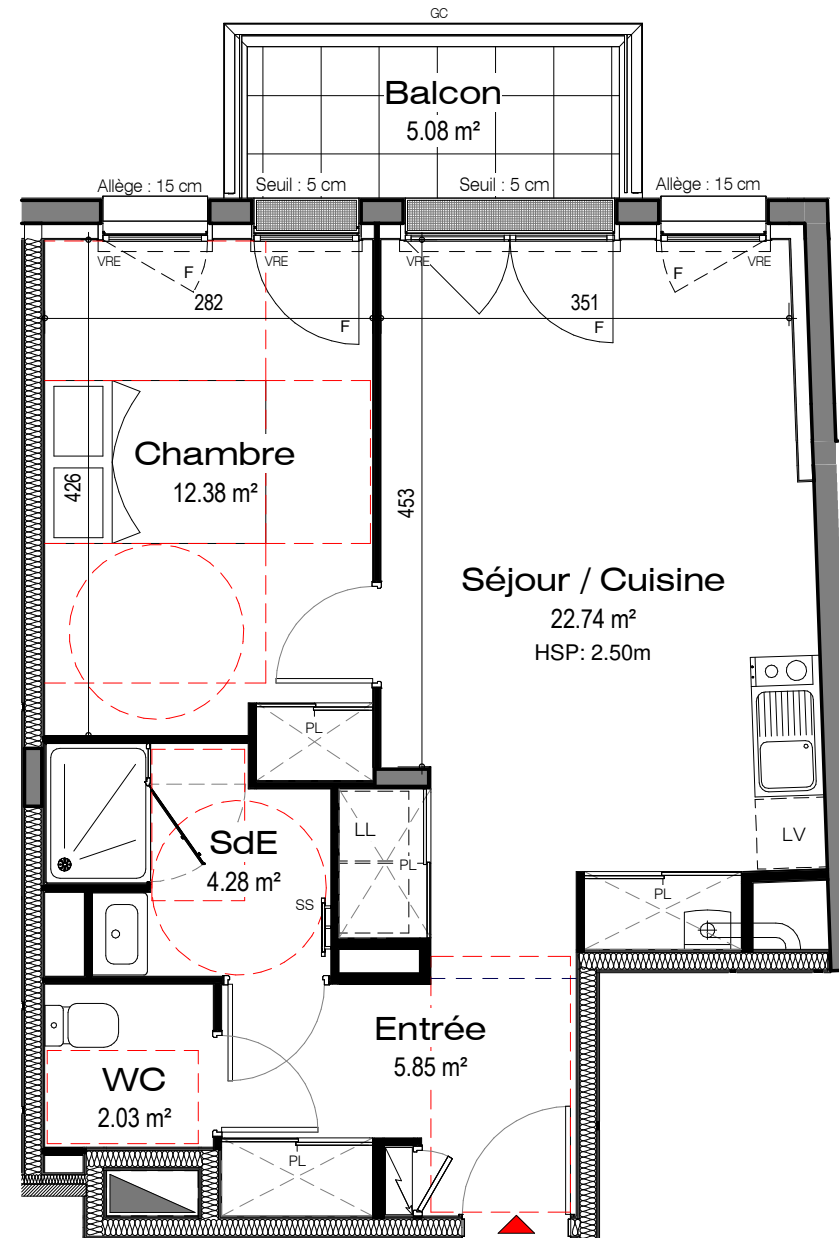 GC
Balcon
5.08 m²
Allège : 15 cm
Seuil : 5 cm
Seuil : 5 cm
Allège : 15 cm
VRE
F
VRE
VRE
F
VRE
282
F
351
F
Chambre
12.38 m²
426
453
Séjour / Cuisine
22.74 m²
HSP: 2.50m
PL
LL
PL
LV
SdE
4.28 m²
SS
PL
Entrée
5.85 m²
WC
2.03 m²
PL